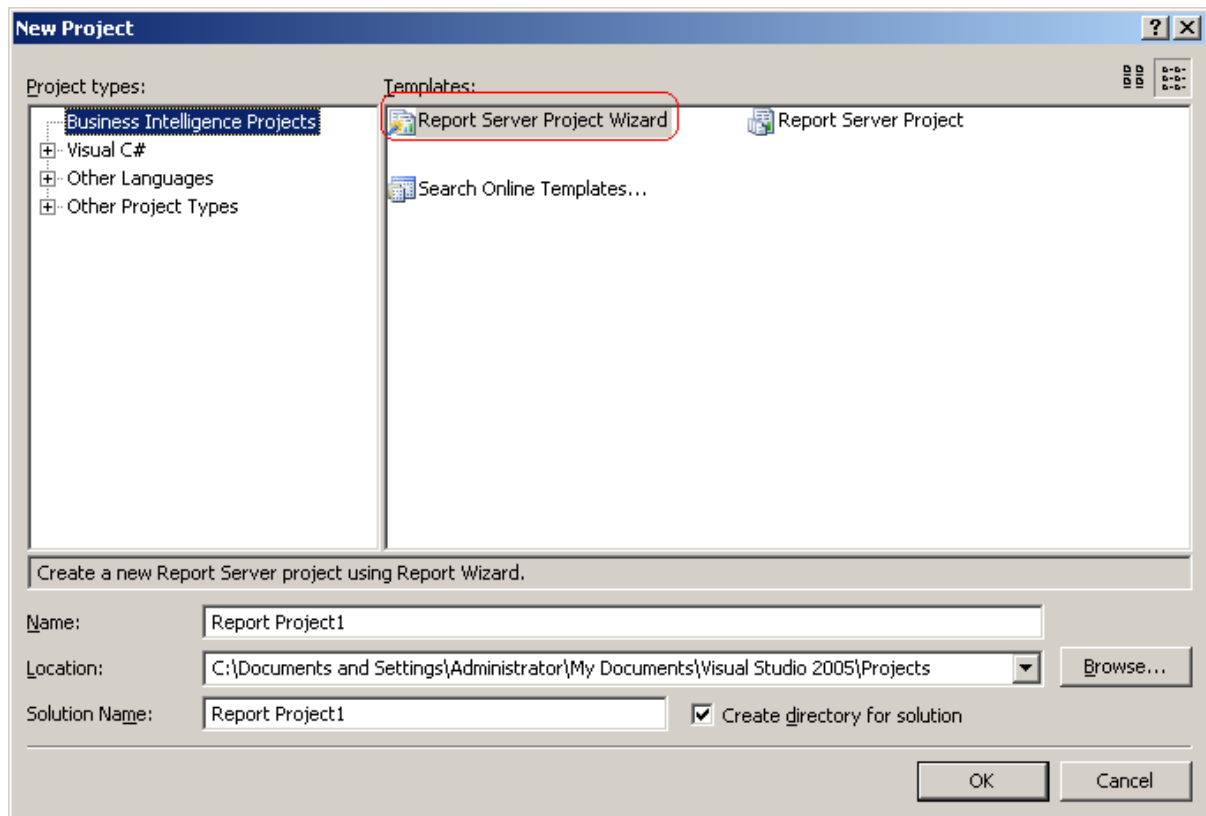 New Project
Project types:
Templates:
Business Intelligence Projects
Visual C#
Other Languages
Other Project Types
Report Server Project Wizard
Report Server Project
Search Online Templates...
Create a new Report Server project using Report Wizard.
Name:
Report Project1
Location:
C:\Documents and Settings\Administrator\My Documents\Visual Studio 2005\Projects
Browse...
Solution Name:
Report Project1
Create directory for solution
OK
Cancel